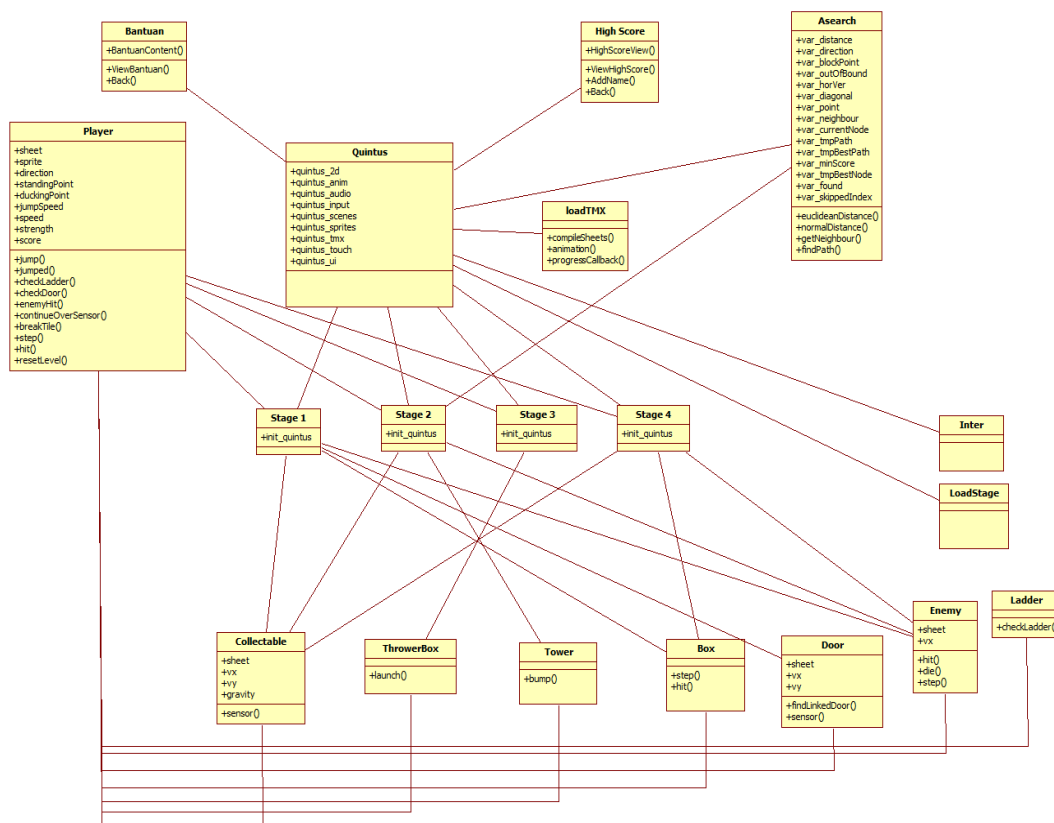 Bantuan
+BantuanContent()
+ViewBantuan()
+Back()
High Score
+HighScoreView()
+ViewHighScore()
+AddName()
+Back()
Asearch
+var_distance
+var_direction
+var_blockPoint
+var_outOfBound
+var_horVer
+var_diagonal
+var_point
+var_neighbour
+var_currentNode
+var_tmpPath
+var_tmpBestPath
+var_minScore
+var_tmpBestNode
+var_found
+var_skippedIndex
+euclideanDistance()
+normalDistance()
+getNeighbour()
+findPath()
Player
+sheet
+sprite
+direction
+standingPoint
+duckingPoint
+jumpSpeed
+speed
+strength
+score
+jump()
+jumped()
+checkLadder()
+checkDoor()
+enemyHit()
+continueOverSensor()
+breakTile()
+step()
+hit()
+resetLevel()
Quintus
+quintus_2d
+quintus_anim
+quintus_audio
+quintus_input
+quintus_scenes
+quintus_sprites
+quintus_tmx
+quintus_touch
+quintus_ui
loadTMX
+compileSheets()
+animation()
+progressCallback()
Stage 1
+init_quintus
Stage 2
+init_quintus
Stage 3
+init_quintus
Stage 4
+init_quintus
Inter
LoadStage
Collectable
+sheet
+vx
+vy
+gravity
+sensor()
ThrowerBox
+launch()
Tower
+bump()
Box
+step()
+hit()
Door
+sheet
+vx
+vy
+findLinkedDoor()
+sensor()
Enemy
+sheet
+vx
+hit()
+die()
+step()
Ladder
+checkLadder()